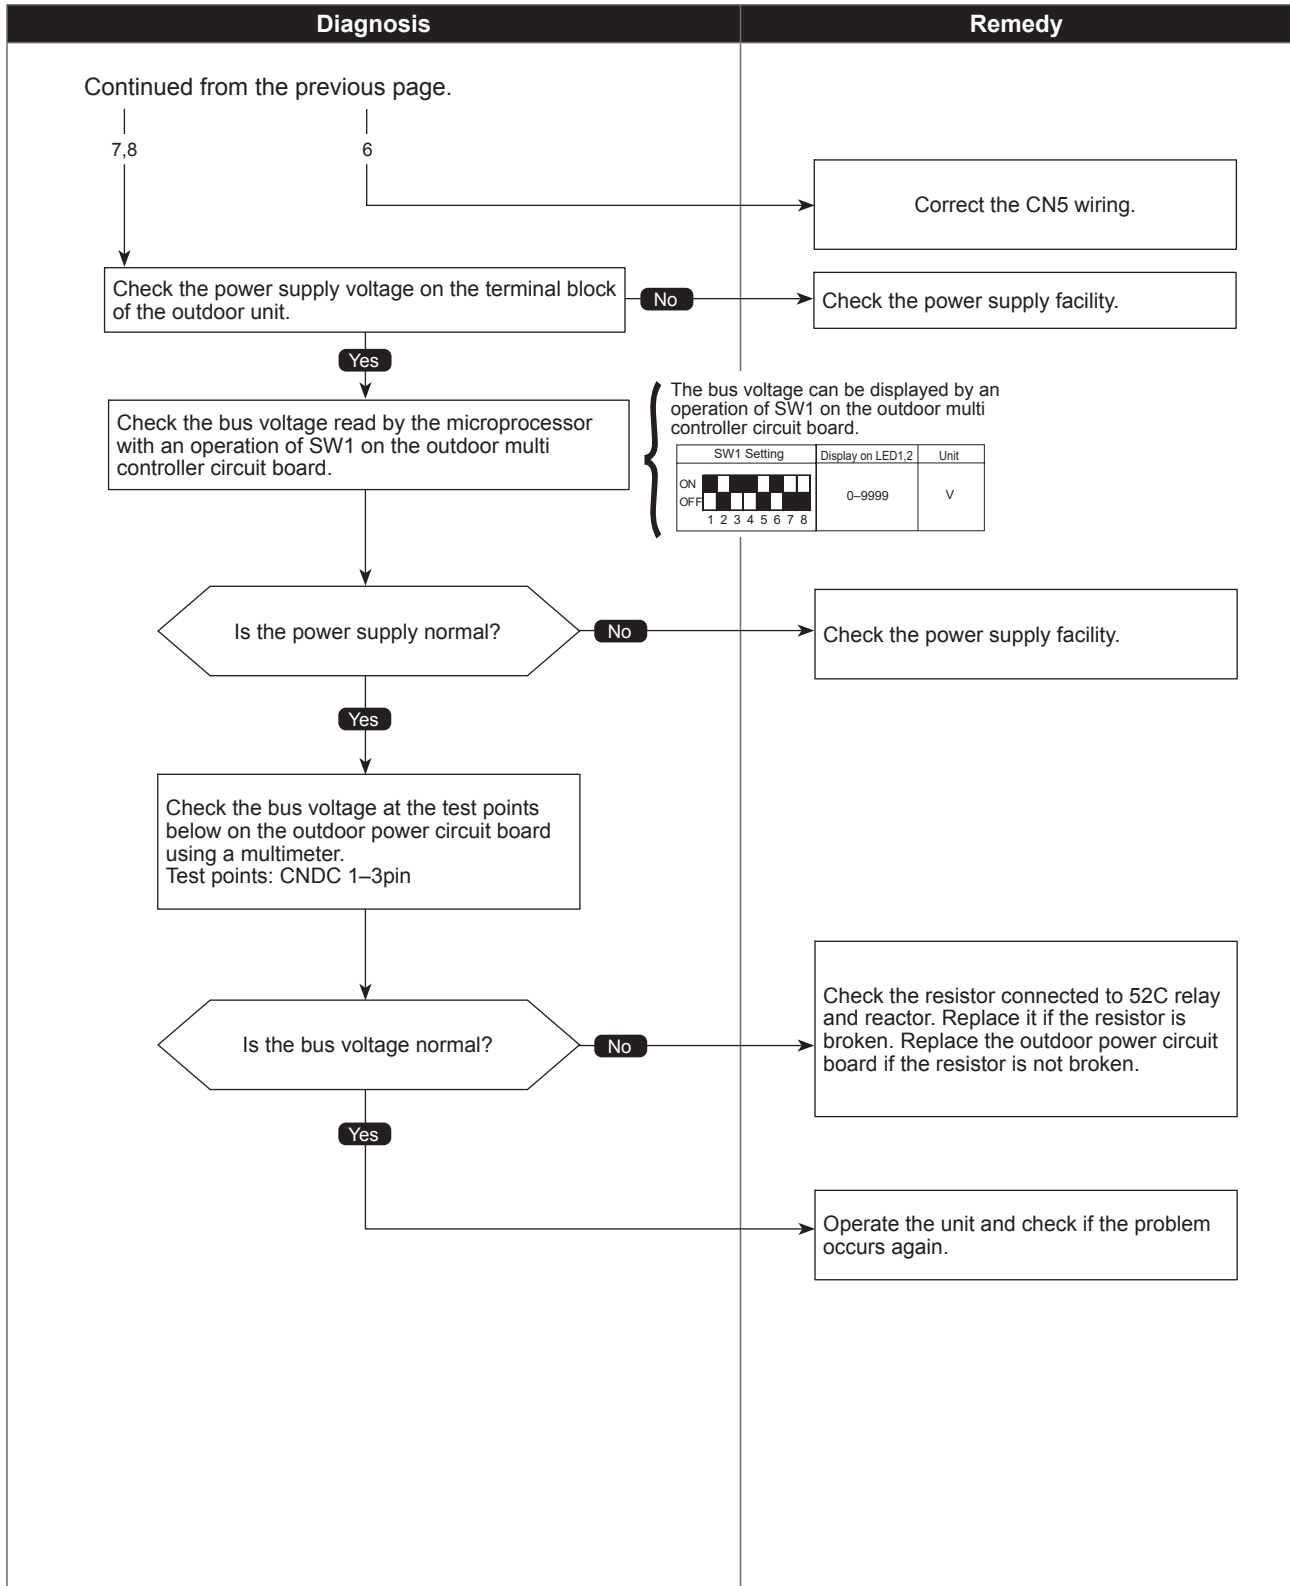 Diagnosis
Remedy
Continued from the previous page.
7,8
6
Correct the CN5 wiring.
Check the power supply voltage on the terminal block
of the outdoor unit.
No
Check the power supply facility.
Yes
Check the bus voltage read by the microprocessor
with an operation of SW1 on the outdoor multi
controller circuit board.
The bus voltage can be displayed by an
operation of SW1 on the outdoor multi
controller circuit board.
SW1 Setting
Display on LED1,2
Unit
ON
OFF
1 2 3 4 5 6 7 8
0–9999
V
Is the power supply normal?
No
Check the power supply facility.
Yes
Check the bus voltage at the test points
below on the outdoor power circuit board
using a multimeter.
Test points: CNDC 1–3pin
Is the bus voltage normal?
No
Check the resistor connected to 52C relay
and reactor. Replace it if the resistor is
broken. Replace the outdoor power circuit
board if the resistor is not broken.
Yes
Operate the unit and check if the problem
occurs again.